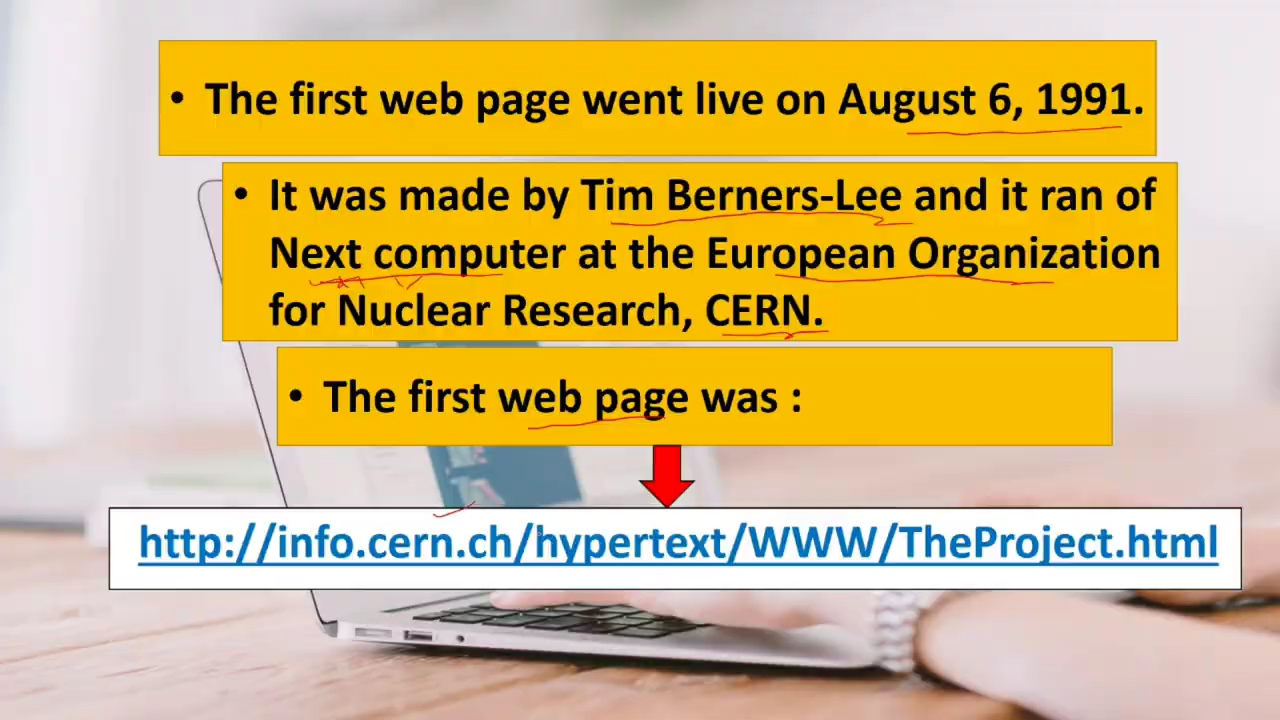 • The first web page went live on August 6, 1991.
• It was made by Tim Berners-Lee and it ran of
Next computer at the European Organization
for Nuclear Research, CERN.
• The first web page was :
http://info.cern.ch/hypertext/WWW/TheProject.html